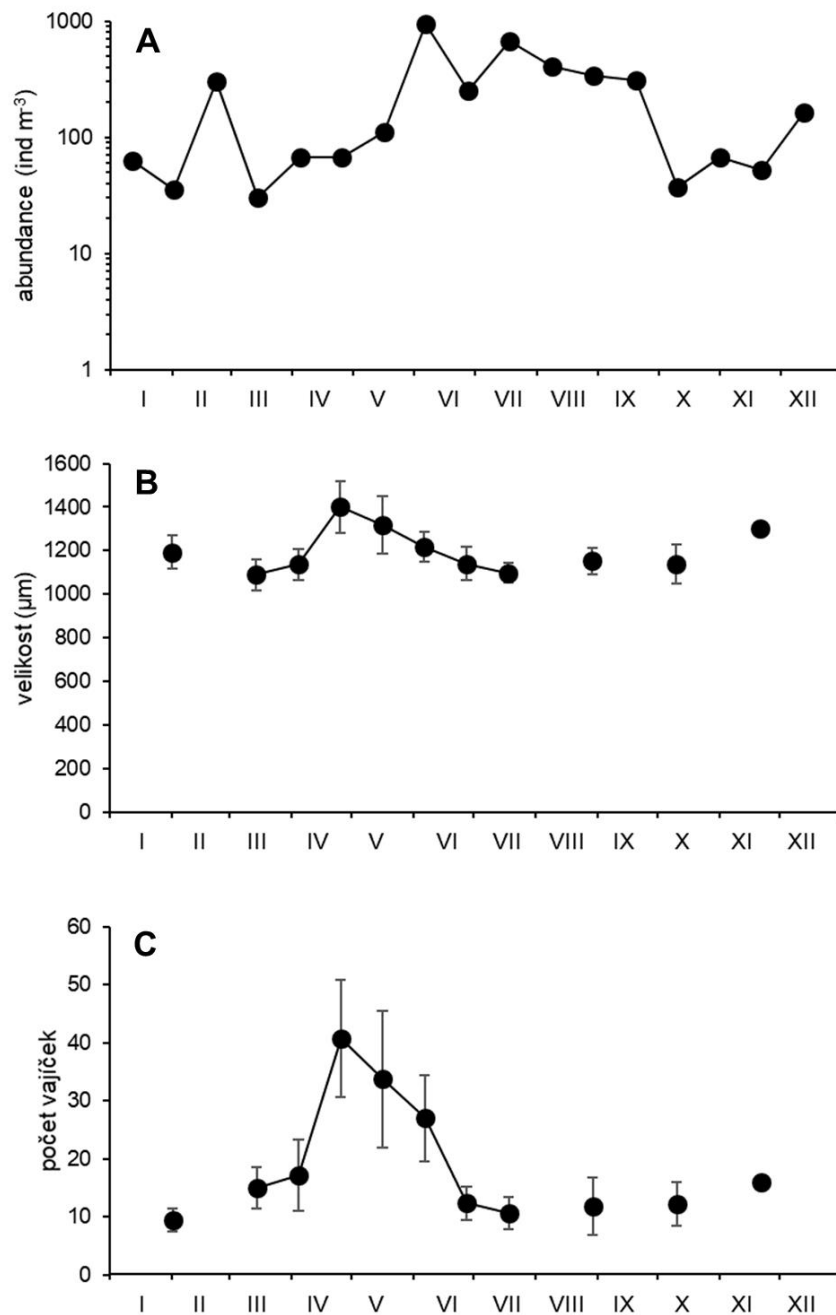 A
abundance (ind m⁻³)
1000
100
10
1
I II III IV V VI VII VIII IX X XI XII
B
velikost (µm)
1600
1400
1200
1000
800
600
400
200
0
I II III IV V VI VII VIII IX X XI XII
C
počet vajíček
60
50
40
30
20
10
0
I II III IV V VI VII VIII IX X XI XII